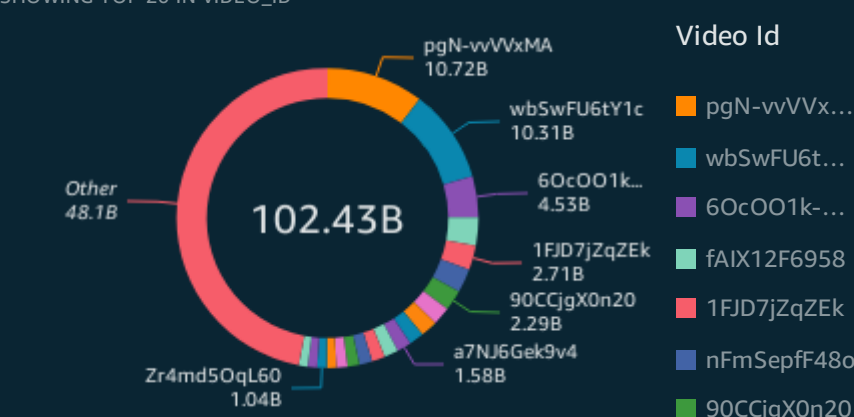 SHOWING TOP 20 IN VIDEO_ID
Video Id
pgN-vvVVxMA
10.72B
wbSwFU6tY1c
10.31B
6OcOO1k...
4.53B
1FJD7jZqZEk
2.71B
90CCjgX0n20
2.29B
a7NJ6Gek9v4
1.58B
Zr4md5OqL60
1.04B
Other
48.1B
102.43B
pgN-vvVVx...
wbSwFU6t...
6OcOO1k-...
fAIX12F6958
1FJD7jZqZEk
nFmSepfF48o
90CCjgX0n20